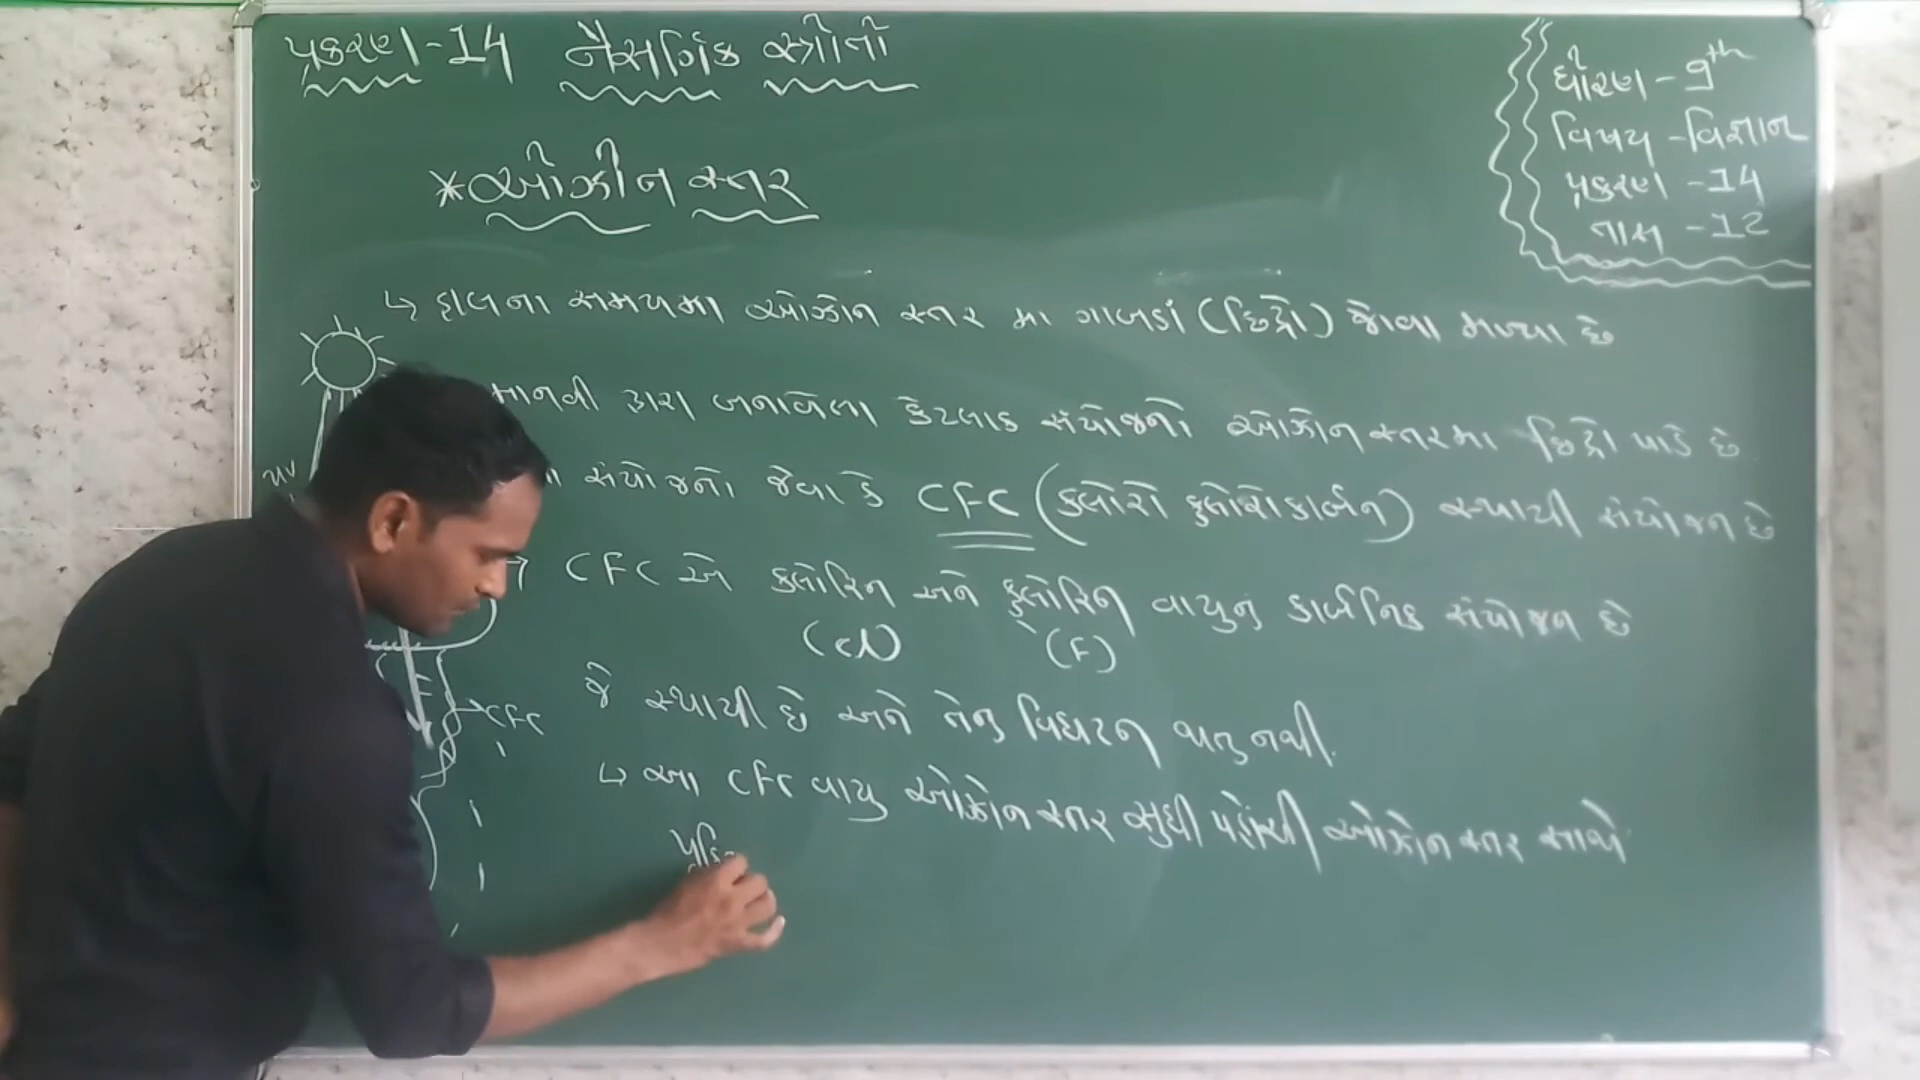 પ્રકરણ-14 નૈસર્ગિક સ્ત્રોતો
ધોરણ - 9th
વિષય - વિજ્ઞાન
પ્રકરણ - 14
તાસ - 12
* ઓઝોન સ્તર
↳ હાલના સમયમા ઓઝોન સ્તર મા ગાબડાં (છિદ્રો) જોવા મળ્યા છે
માનવી દ્વારા બનાવેલા કેટલાક સંયોજનો ઓઝોન સ્તરમા છિદ્રો પાડે છે.
સંયોજનો જેવા કે CFC (ક્લોરો ફ્લોરોકાર્બન) સ્થાયી સંયોજન છે
UV
→ CFC એ ક્લોરિન અને ફ્લોરિન વાયુનુ કાર્બનિક સંયોજન છે
(Cl) (F)
જે સ્થાયી છે અને તેનુ વિઘટન થતુ નથી.
CFC
↳ આ CFC વાયુ ઓઝોન સ્તર સુધી પહોંચી ઓઝોન સ્તર સાથે